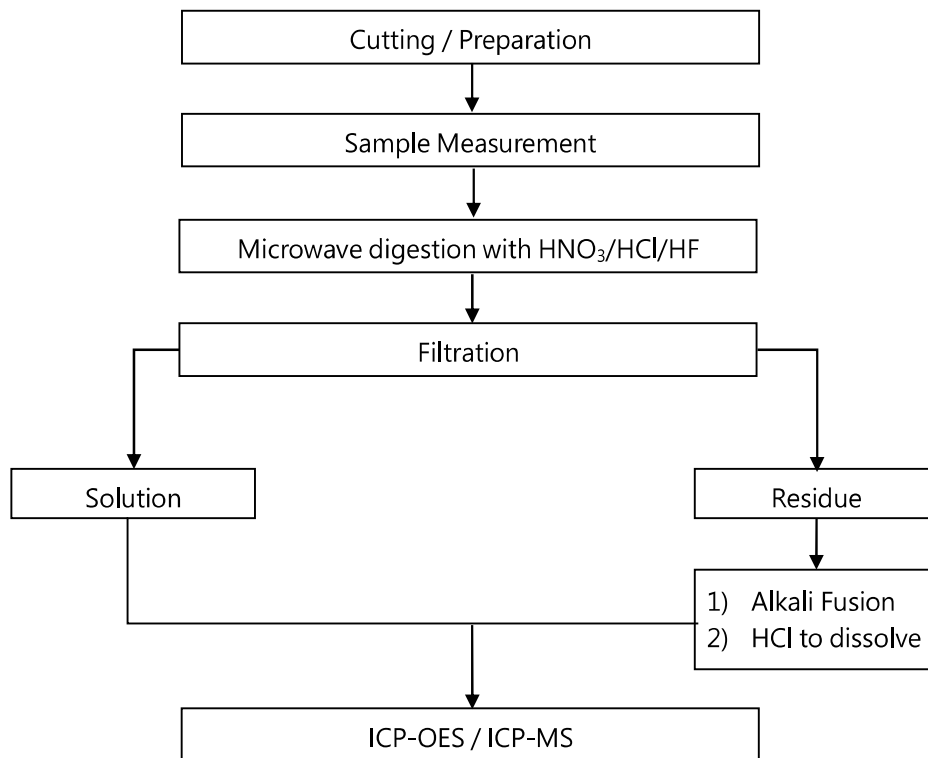 Cutting / Preparation
Sample Measurement
Microwave digestion with HNO₃/HCl/HF
Filtration
Solution
Residue
1) Alkali Fusion
2) HCl to dissolve
ICP-OES / ICP-MS